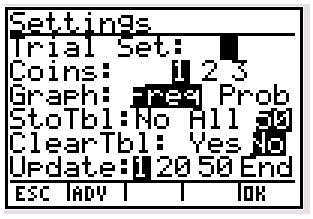 Settings
Trial Set:
Coins: 1 2 3
Graph: Freq Prob
StoTbl:No All 50
ClearTbl: Yes No
Update:1 20 50 End
ESC ADV OK